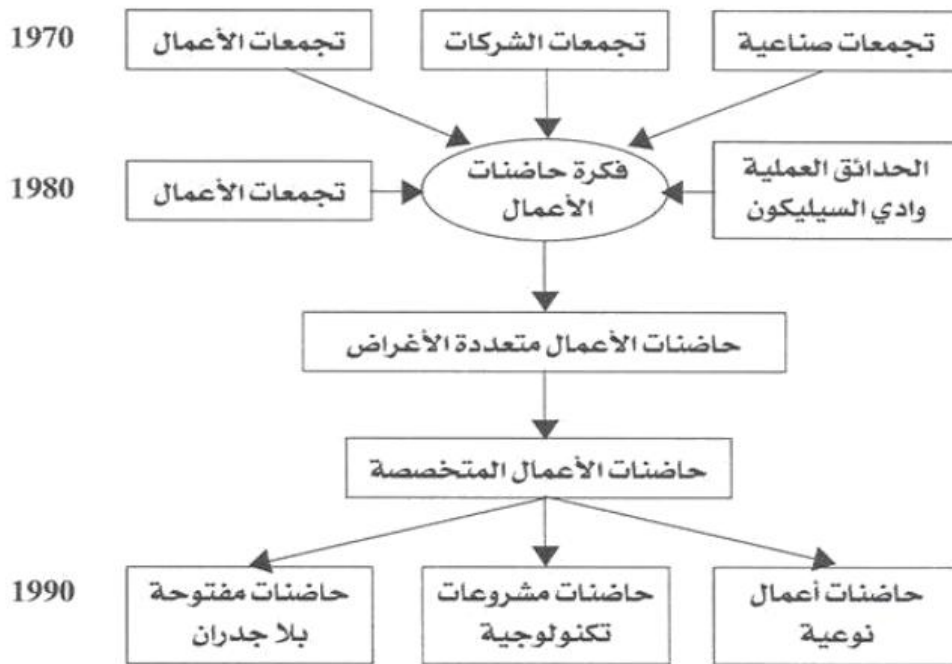 1970
تجمعات صناعية
تجمعات الشركات
تجمعات الأعمال
1980
الحدائق العملية
وادي السيليكون
فكرة حاضنات
الأعمال
تجمعات الأعمال
حاضنات الأعمال متعددة الأغراض
حاضنات الأعمال المتخصصة
1990
حاضنات أعمال
نوعية
حاضنات مشروعات
تكنولوجية
حاضنات مفتوحة
بلا جدران